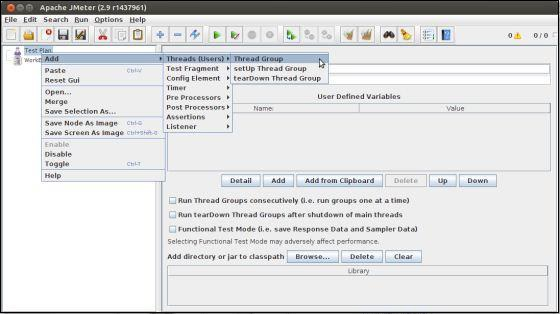 Apache JMeter (2.9 r1437961)
File Edit Search Run Options Help
0 / 0
Test Plan
Add
Paste Ctrl-V
Reset Gui
Open...
Merge
Save Selection As...
Save Node As Image Ctrl-G
Save Screen As Image Ctrl+Shift-G
Enable
Disable
Toggle Ctrl-T
Help
Threads (Users)
Test Fragment
Config Element
Timer
Pre Processors
Post Processors
Assertions
Listener
Thread Group
setUp Thread Group
tearDown Thread Group
User Defined Variables
Name: Value
Detail Add Add from Clipboard Delete Up Down
Run Thread Groups consecutively (i.e. run groups one at a time)
Run tearDown Thread Groups after shutdown of main threads
Functional Test Mode (i.e. save Response Data and Sampler Data)
Selecting Functional Test Mode may adversely affect performance.
Add directory or jar to classpath Browse... Delete Clear
Library